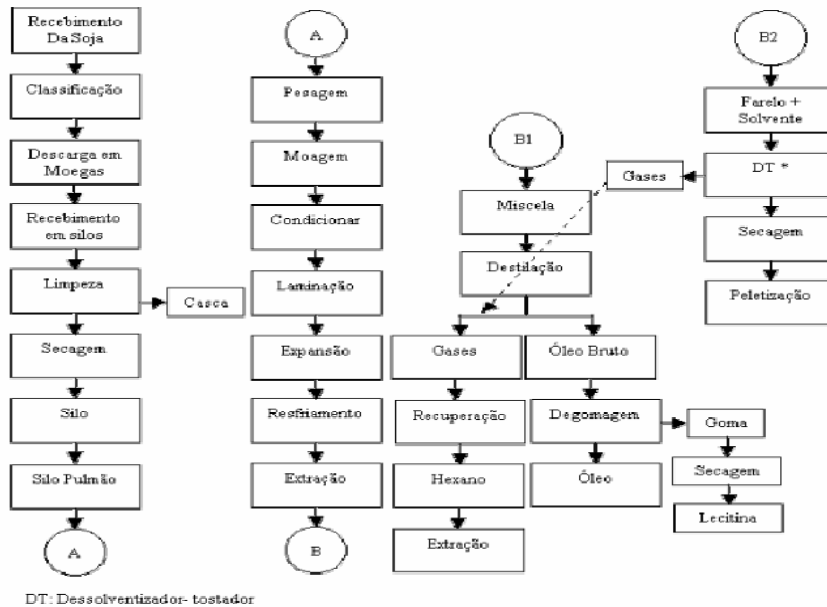 Recebimento
Da Soja
Classificação
Descarga em
Moegas
Recebimento
em silos
Limpeza
Casca
Secagem
Silo
Silo Pulmão
A
A
Pesagem
Moagem
Condicionar
Laminação
Expansão
Resfriamento
Extração
B
B1
Miscela
Destilação
Gases
Recuperação
Hexano
Extração
Óleo Bruto
Degomagem
Óleo
Goma
Secagem
Lecitina
B2
Farelo +
Solvente
DT *
Gases
Secagem
Peletização
DT: Dessolventizador- tostador